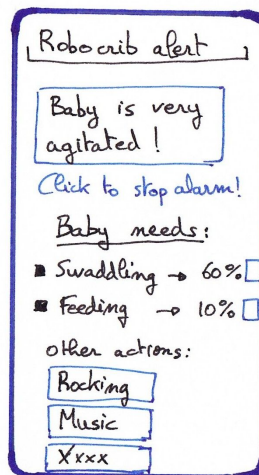 Robocrib alert
Baby is very
agitated !
Click to stop alarm!
Baby needs:
Swaddling → 60%
Feeding → 10%
other actions:
Rocking
Music
Xxxx